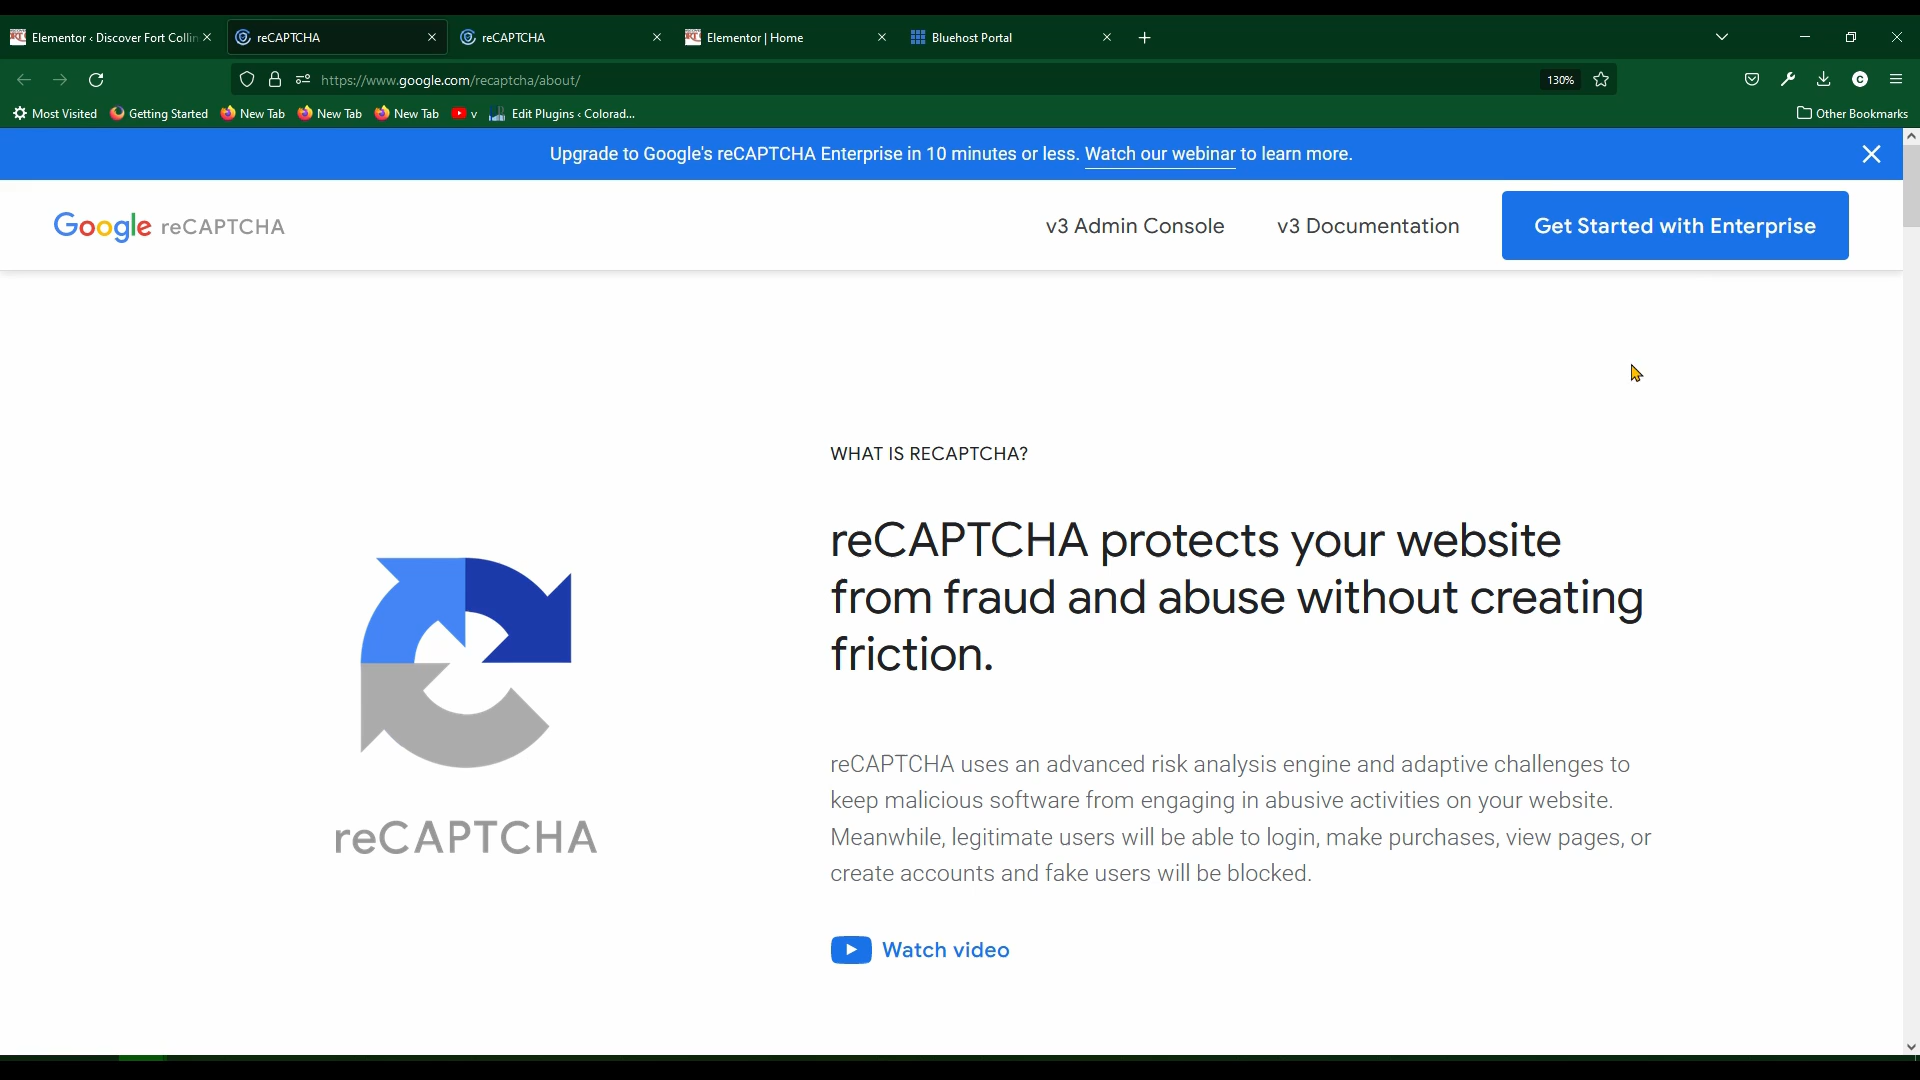 Elementor ‹ Discover Fort Collin
reCAPTCHA
reCAPTCHA
Elementor | Home
Bluehost Portal
https://www.google.com/recaptcha/about/
130%
C
Most Visited
Getting Started
New Tab
New Tab
New Tab
v
Edit Plugins ‹ Colorad...
Other Bookmarks
Upgrade to Google's reCAPTCHA Enterprise in 10 minutes or less. Watch our webinar to learn more.
Google reCAPTCHA
v3 Admin Console
v3 Documentation
Get Started with Enterprise
WHAT IS RECAPTCHA?
reCAPTCHA protects your website
from fraud and abuse without creating
friction.
reCAPTCHA
reCAPTCHA uses an advanced risk analysis engine and adaptive challenges to
keep malicious software from engaging in abusive activities on your website.
Meanwhile, legitimate users will be able to login, make purchases, view pages, or
create accounts and fake users will be blocked.
Watch video